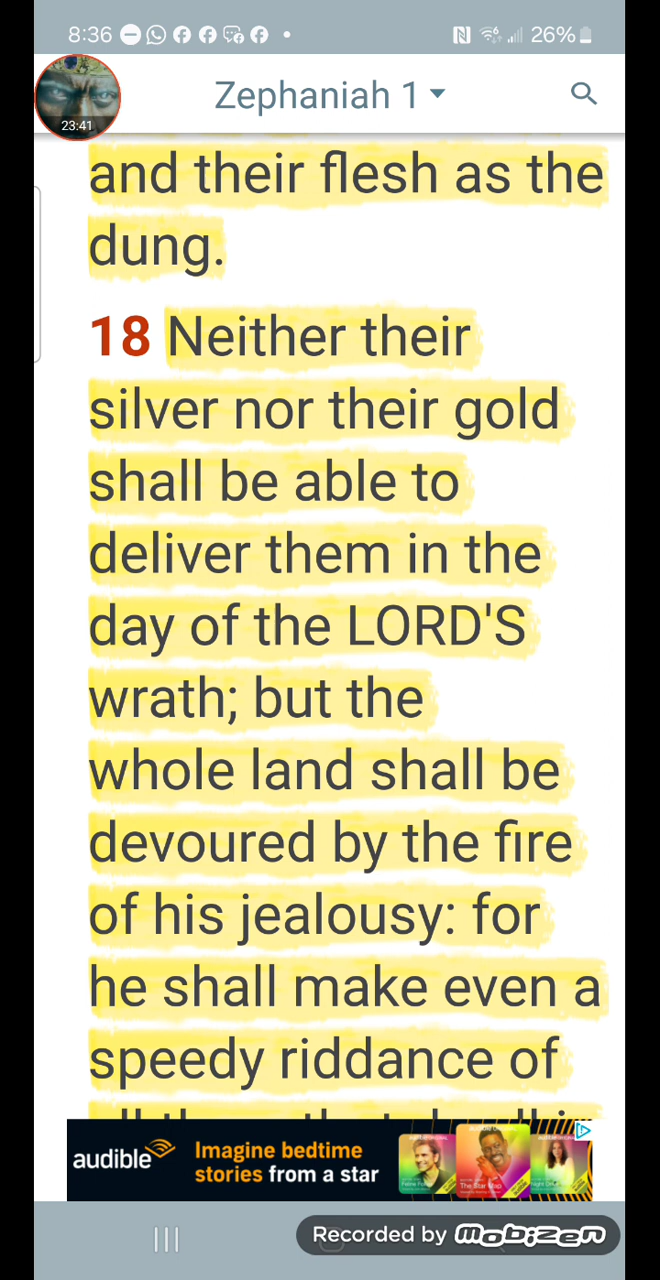 8:36 26%
23:41
Zephaniah 1
and their flesh as the
dung.
18 Neither their
silver nor their gold
shall be able to
deliver them in the
day of the LORD'S
wrath; but the
whole land shall be
devoured by the fire
of his jealousy: for
he shall make even a
speedy riddance of
audible
Imagine bedtime
stories from a star
Recorded by mobizen